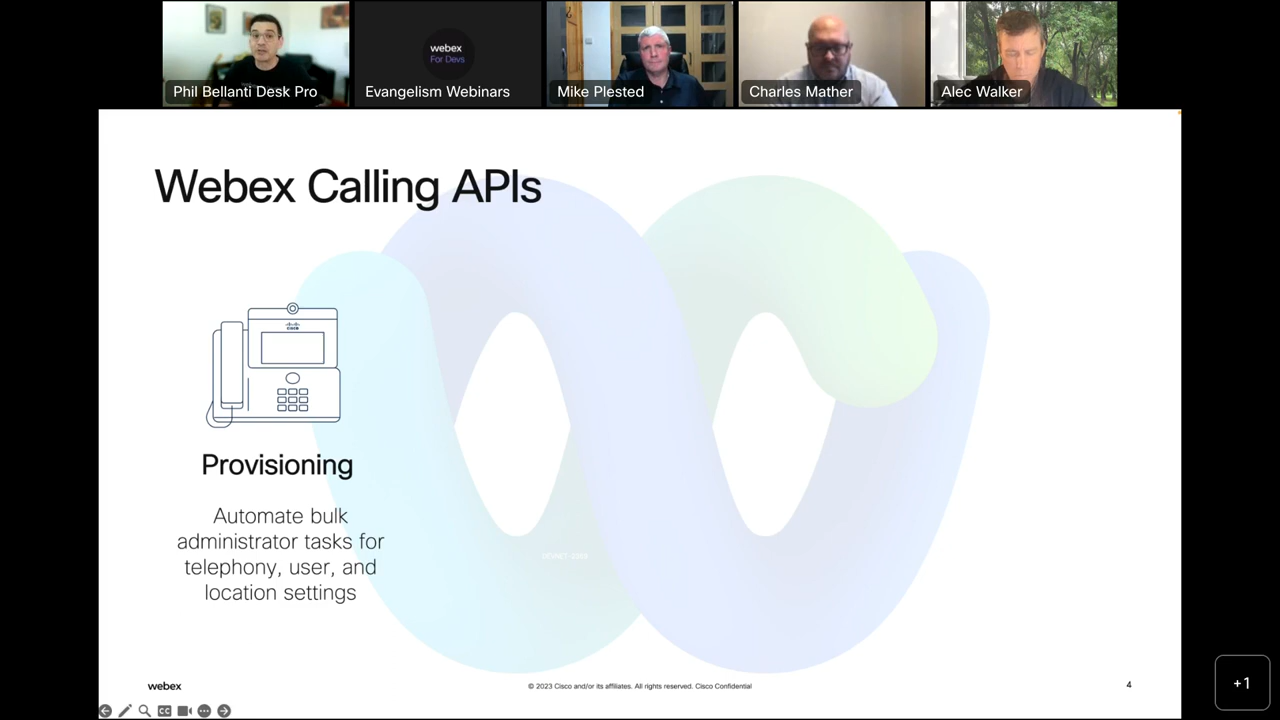 webex
For Devs
Phil Bellanti Desk Pro
Evangelism Webinars
Mike Plested
Charles Mather
Alec Walker
Webex Calling APIs
CISCO
Provisioning
Automate bulk
administrator tasks for
telephony, user, and
location settings
webex
© 2023 Cisco and/or its affiliates. All rights reserved. Cisco Confidential
4
CC
+1